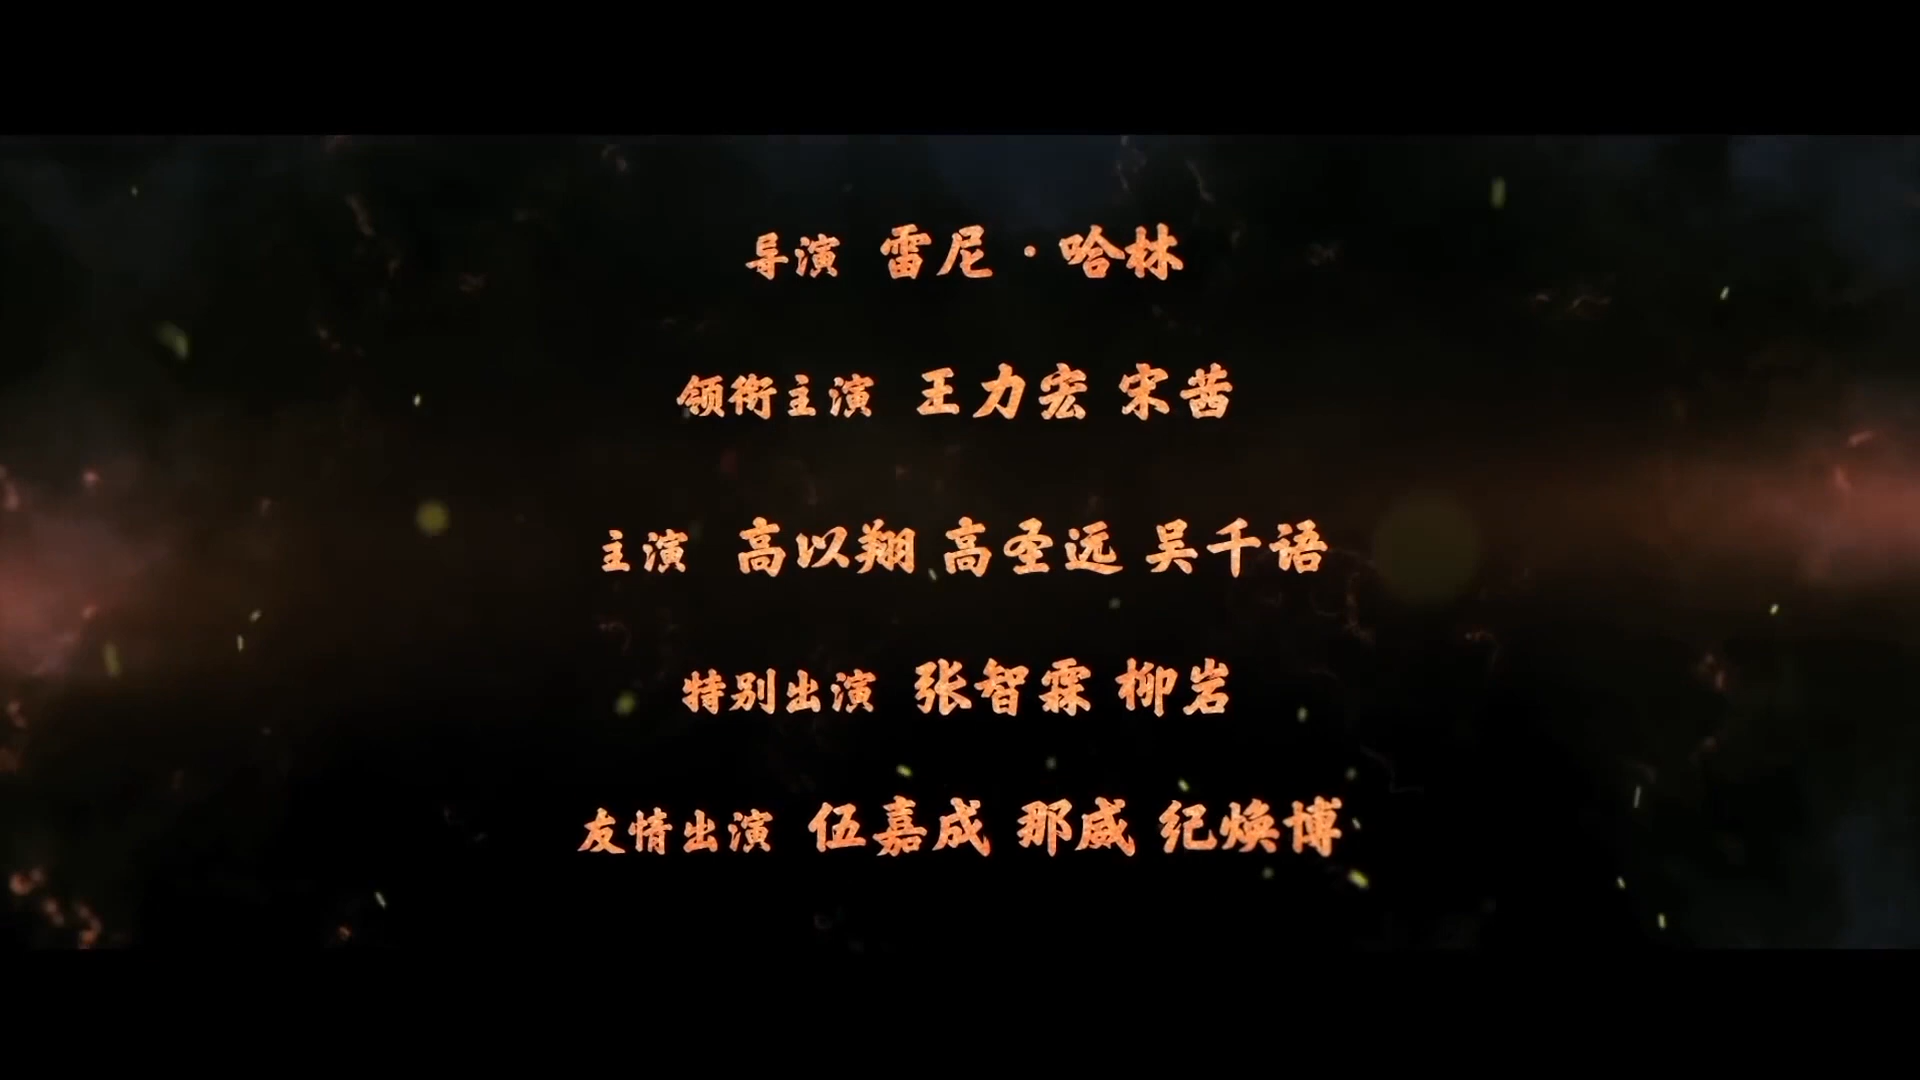 导演 雷尼·哈林
领衔主演 王力宏 宋茜
主演 高以翔 高圣远 吴千语
特别出演 张智霖 柳岩
友情出演 伍嘉成 那威 纪焕博